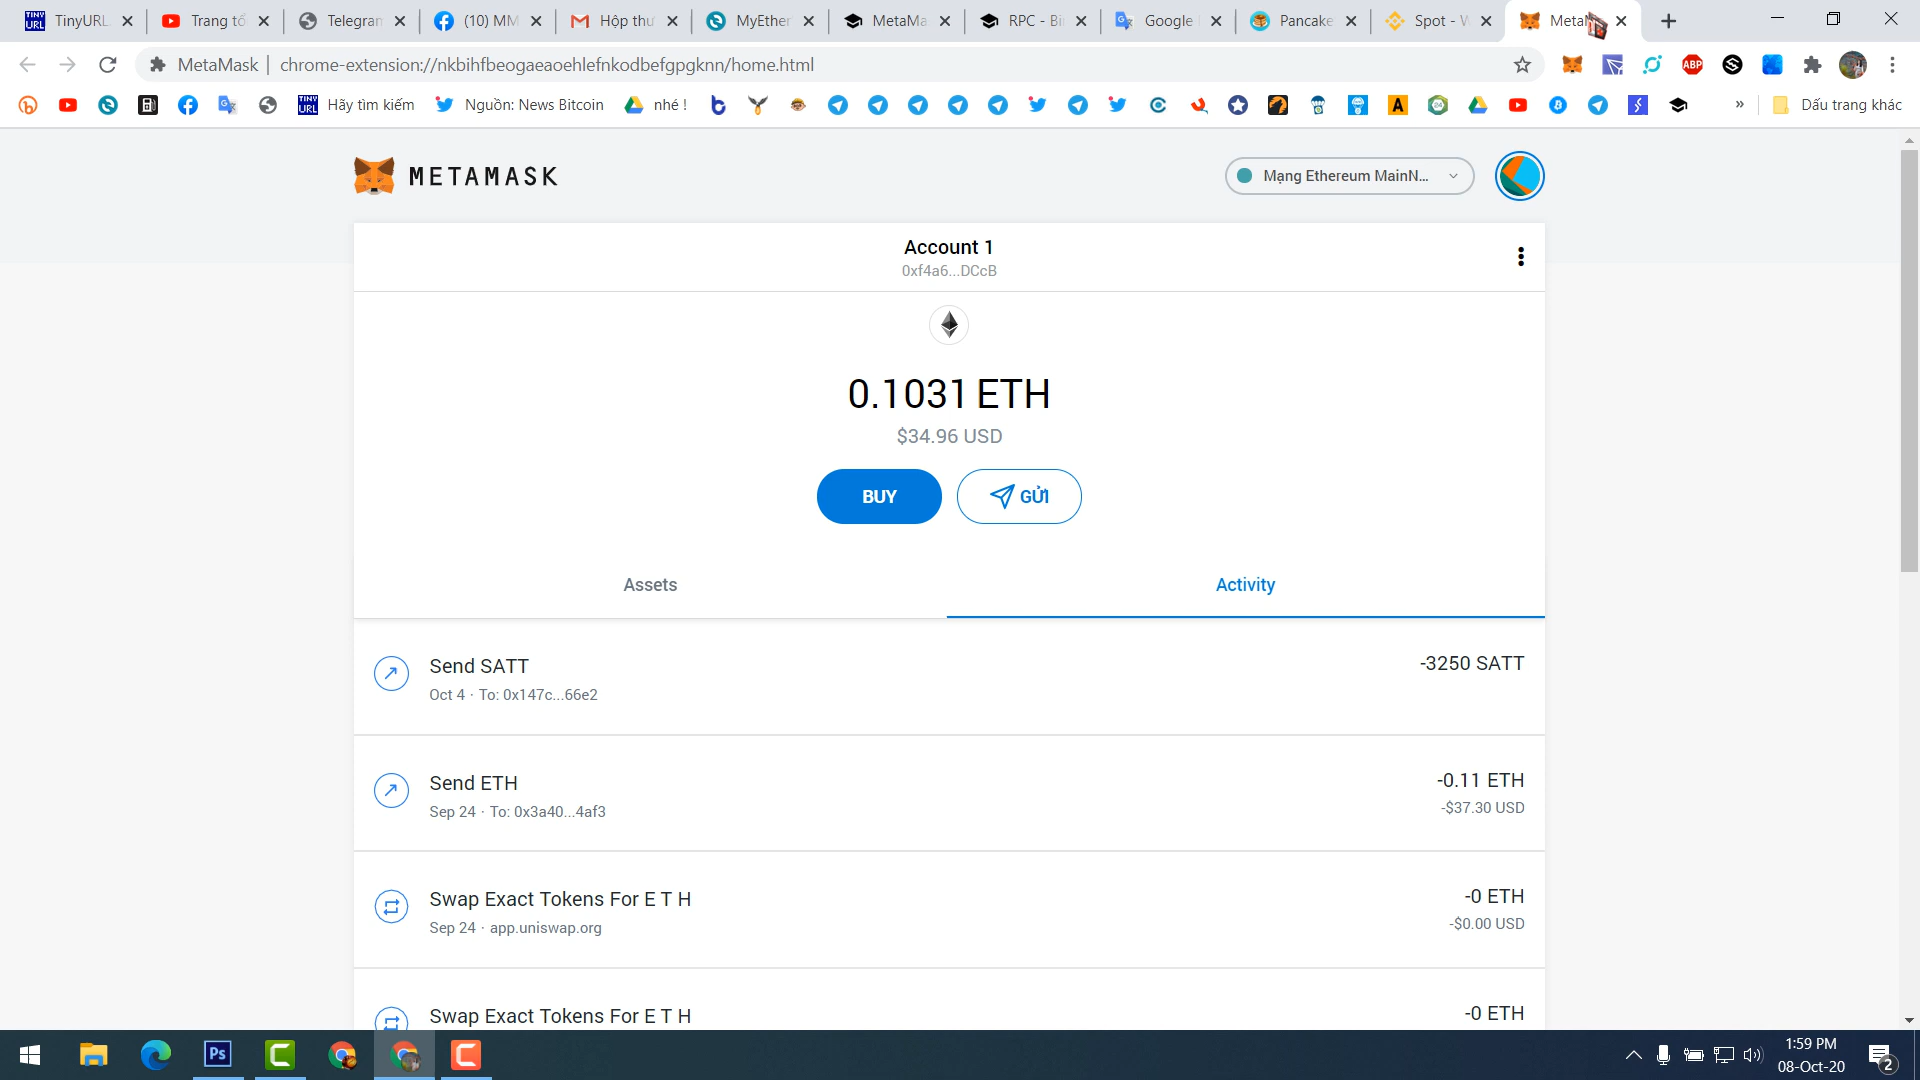 TinyURL
Trang tổ
Telegran
(10) MM
Hộp thư
MyEther
MetaMa
RPC - Bi
Google
Pancake
Spot - W
MetaM
MetaMask | chrome-extension://nkbihfbeogaeaoehlefnkodbefgpgknn/home.html
TINY URL Hãy tìm kiếm
Nguồn: News Bitcoin
nhé !
» Dấu trang khác
METAMASK
Mạng Ethereum MainN...
Account 1
0xf4a6...DCcB
0.1031 ETH
$34.96 USD
BUY
GỬI
Assets
Activity
Send SATT
-3250 SATT
Oct 4 · To: 0x147c...66e2
Send ETH
-0.11 ETH
Sep 24 · To: 0x3a40...4af3
-$37.30 USD
Swap Exact Tokens For E T H
-0 ETH
Sep 24 · app.uniswap.org
-$0.00 USD
Swap Exact Tokens For E T H
-0 ETH
Ps
1:59 PM
08-Oct-20
2